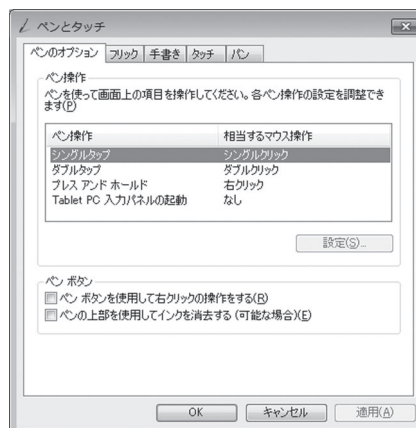 ペンとタッチ
ペンのオプション フリック 手書き タッチ パン
ペン操作
ペンを使って画面上の項目を操作してください。各ペン操作の設定を調整でき
ます(P)
ペン操作 相当するマウス操作
シングルタップ シングルクリック
ダブルタップ ダブルクリック
プレス アンド ホールド 右クリック
Tablet PC 入力パネルの起動 なし
設定(S)...
ペン ボタン
ペン ボタンを使用して右クリックの操作をする(R)
ペンの上部を使用してインクを消去する (可能な場合)(E)
OK キャンセル 適用(A)